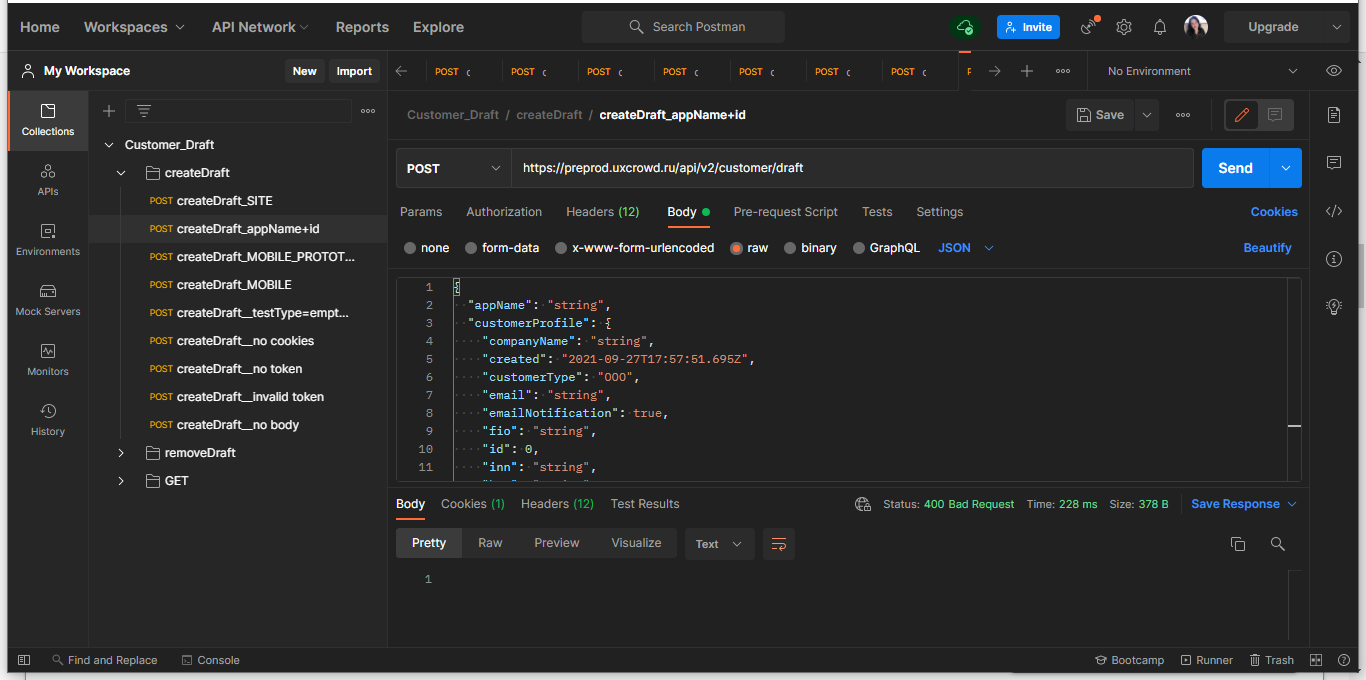 Home Workspaces API Network Reports Explore Search Postman Invite Upgrade
My Workspace New Import POST POST POST POST POST POST POST No Environment
Collections
APIs
Environments
Mock Servers
Monitors
History
Customer_Draft
createDraft
POST createDraft_SITE
POST createDraft_appName+id
POST createDraft_MOBILE_PROTOT...
POST createDraft_MOBILE
POST createDraft__testType=empt...
POST createDraft__no cookies
POST createDraft__no token
POST createDraft__invalid token
POST createDraft__no body
removeDraft
GET
Customer_Draft / createDraft / createDraft_appName+id Save
POST https://preprod.uxcrowd.ru/api/v2/customer/draft Send
Params Authorization Headers (12) Body Pre-request Script Tests Settings Cookies
none form-data x-www-form-urlencoded raw binary GraphQL JSON Beautify
1 {
2 "appName": "string",
3 "customerProfile": {
4 "companyName": "string",
5 "created": "2021-09-27T17:57:51.695Z",
6 "customerType": "OOO",
7 "email": "string",
8 "emailNotification": true,
9 "fio": "string",
10 "id": 0,
11 "inn": "string",
Body Cookies (1) Headers (12) Test Results Status: 400 Bad Request Time: 228 ms Size: 378 B Save Response
Pretty Raw Preview Visualize Text
1
Find and Replace Console Bootcamp Runner Trash